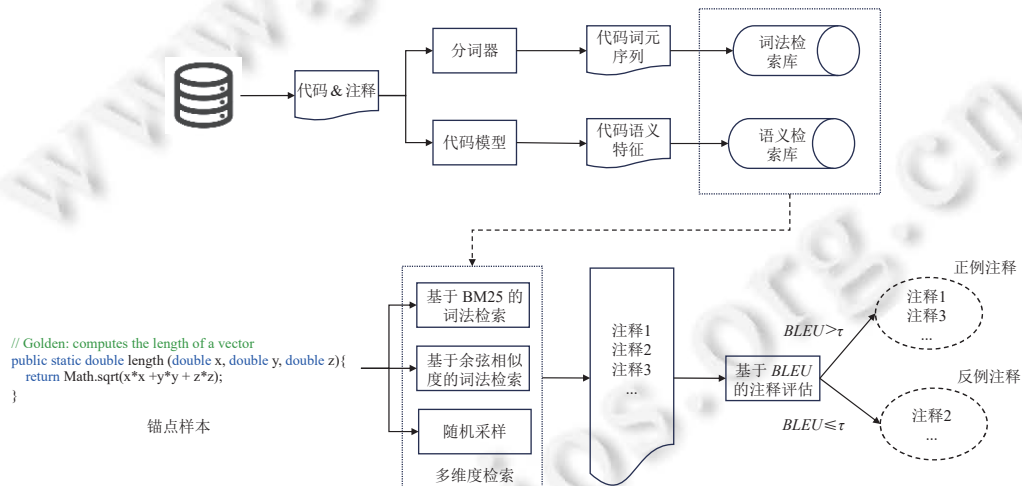 分词器
代码词元
序列
词法检
索库
代码 & 注释
代码模型
代码语义
特征
语义检
索库
基于 BM25 的
词法检索
基于余弦相似
度的词法检索
随机采样
多维度检索
// Golden: computes the length of a vector
public static double length (double x, double y, double z){
return Math.sqrt(x*x +y*y + z*z);
}
锚点样本
注释1
注释2
注释3
...
基于 BLEU
的注释评估
BLEU>τ
BLEU≤τ
正例注释
注释1
注释3
...
反例注释
注释2
...
www.
os.org.cn